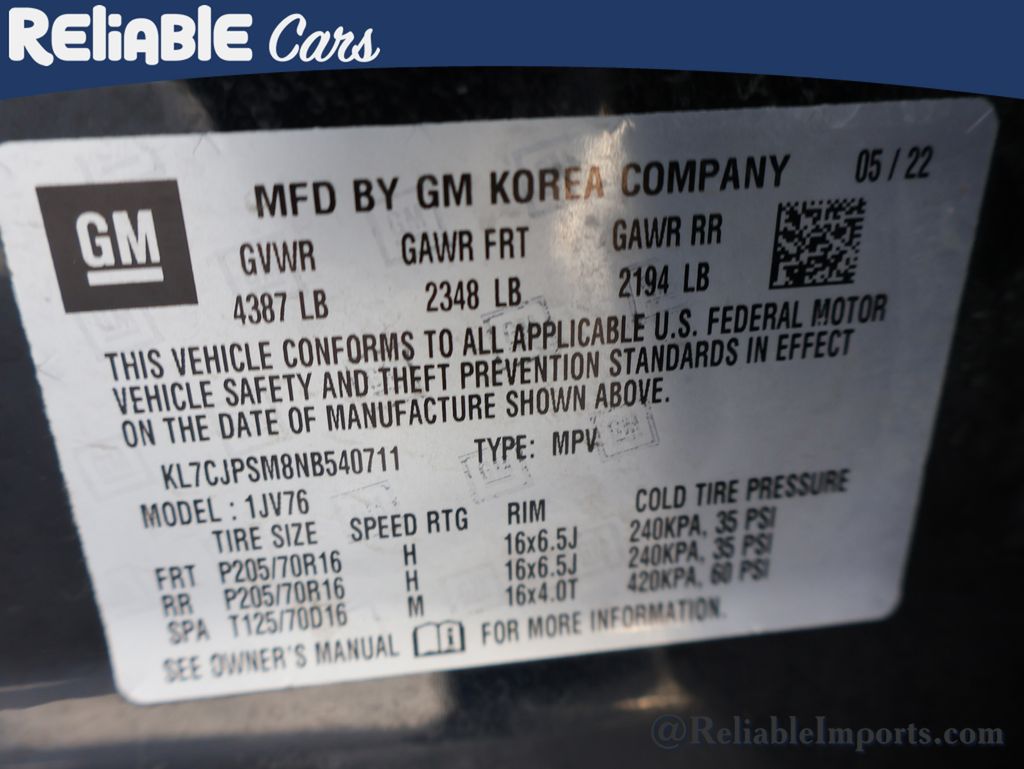 RELiABLE Cars
MFD BY GM KOREA COMPANY 05 / 22
GM
GVWR GAWR FRT GAWR RR
4387 LB 2348 LB 2194 LB
THIS VEHICLE CONFORMS TO ALL APPLICABLE U.S. FEDERAL MOTOR
VEHICLE SAFETY AND THEFT PREVENTION STANDARDS IN EFFECT
ON THE DATE OF MANUFACTURE SHOWN ABOVE.
KL7CJPSM8NB540711 TYPE: MPV
MODEL : 1JV76
TIRE SIZE SPEED RTG RIM COLD TIRE PRESSURE
FRT P205/70R16 H 16x6.5J 240KPA, 35 PSI
RR P205/70R16 H 16x6.5J 240KPA, 35 PSI
SPA T125/70D16 M 16x4.0T 420KPA, 60 PSI
SEE OWNER'S MANUAL FOR MORE INFORMATION.
@ReliableImports.com